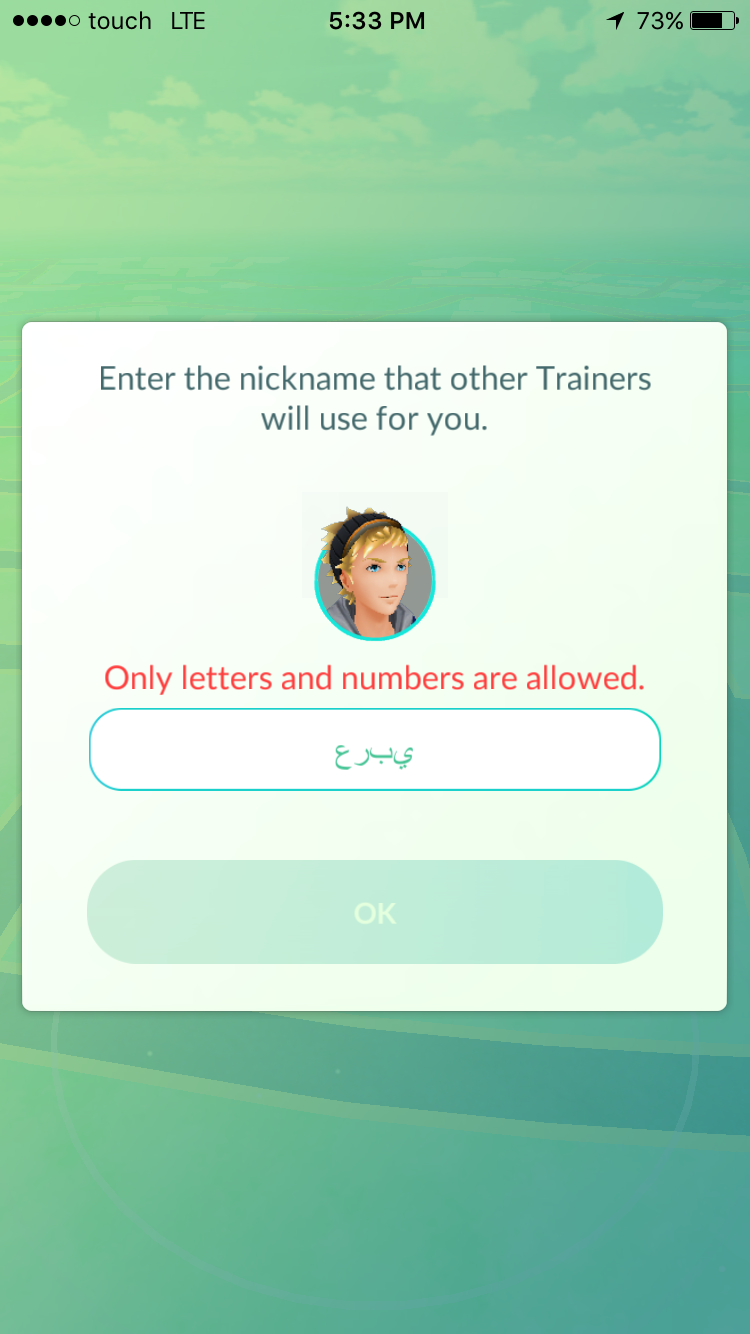 touch LTE 5:33 PM 73%
Enter the nickname that other Trainers
will use for you.
Only letters and numbers are allowed.
يبرع
OK